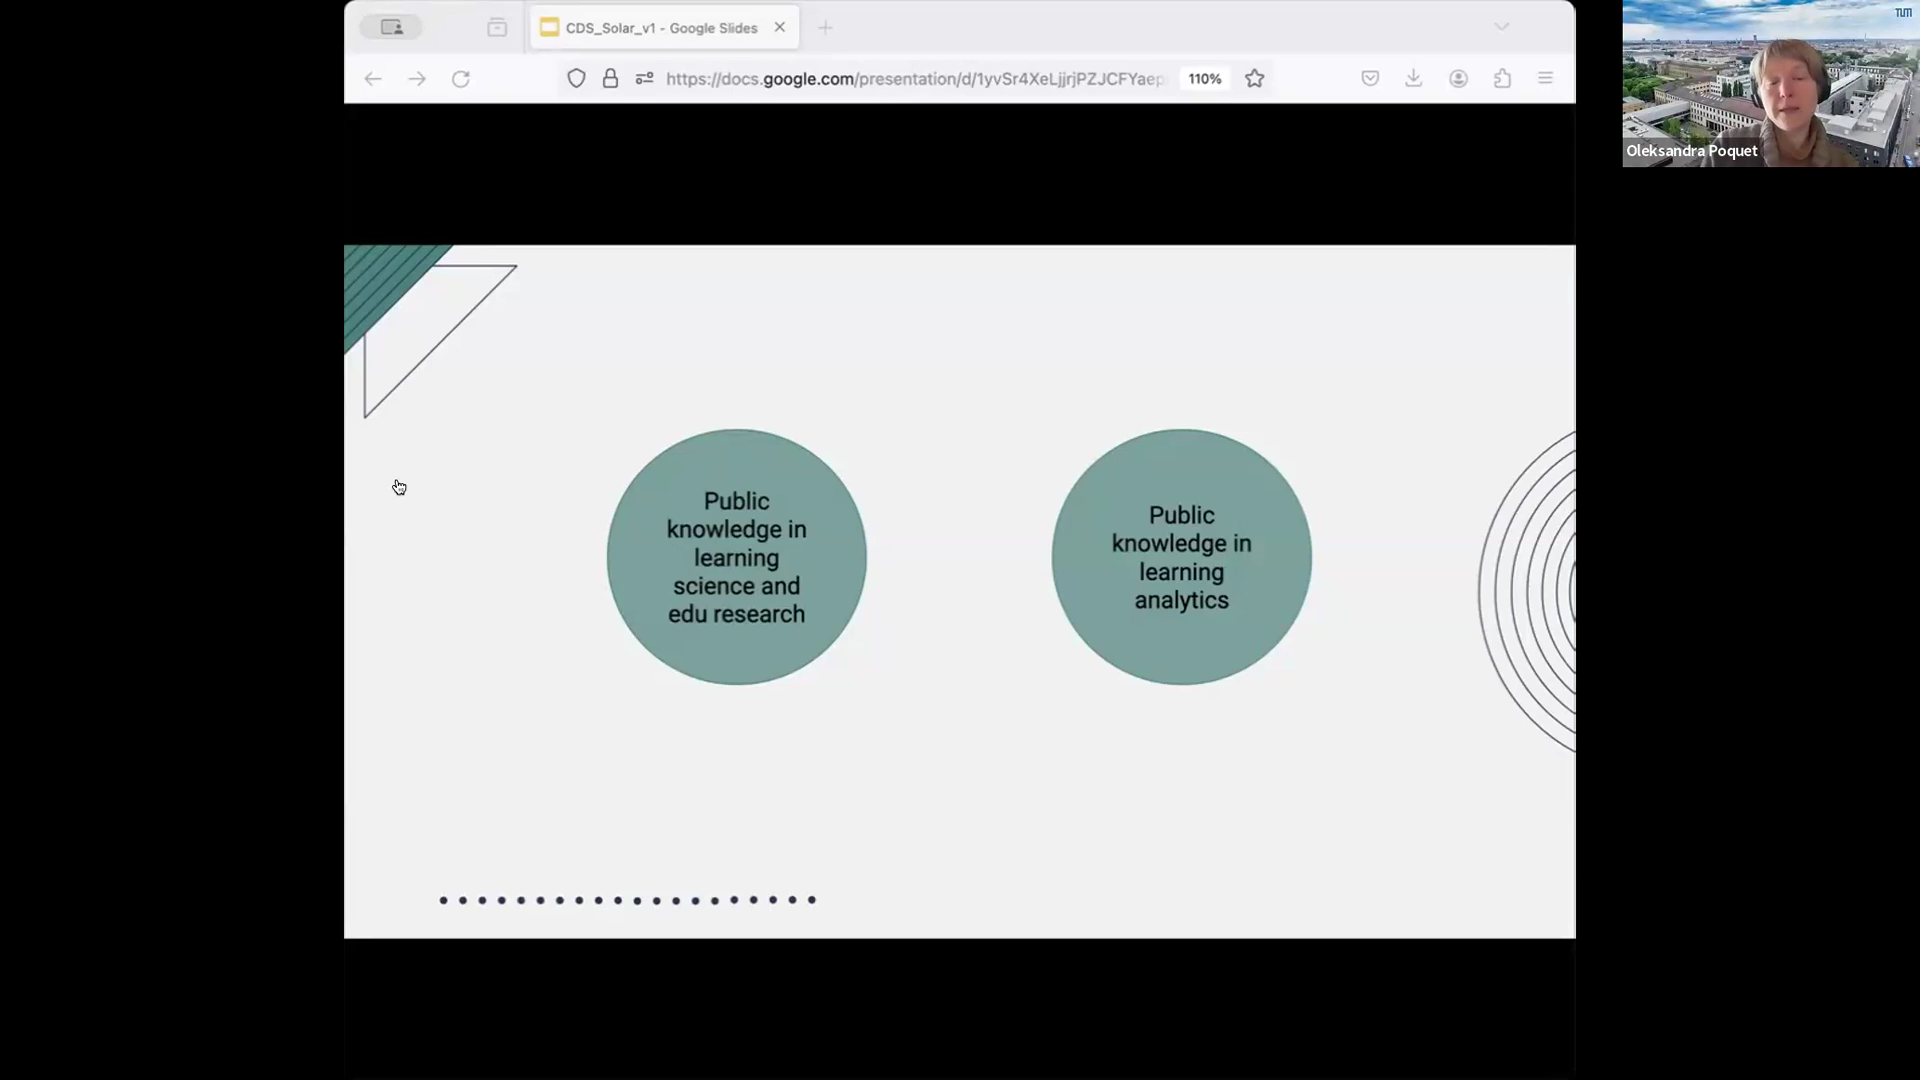 CDS_Solar_v1 - Google Slides
https://docs.google.com/presentation/d/1yvSr4XeLjjrjPZJCFYaep
110%
TUM
Oleksandra Poquet
Public
knowledge in
learning
science and
edu research
Public
knowledge in
learning
analytics